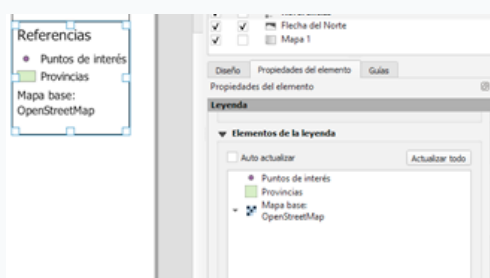 Referencias
Puntos de interés
Provincias
Mapa base:
OpenStreetMap
Flecha del Norte
Mapa 1
Diseño Propiedades del elemento Guías
Propiedades del elemento
Leyenda
Elementos de la leyenda
Auto actualizar Actualizar todo
Puntos de interés
Provincias
Mapa base:
OpenStreetMap